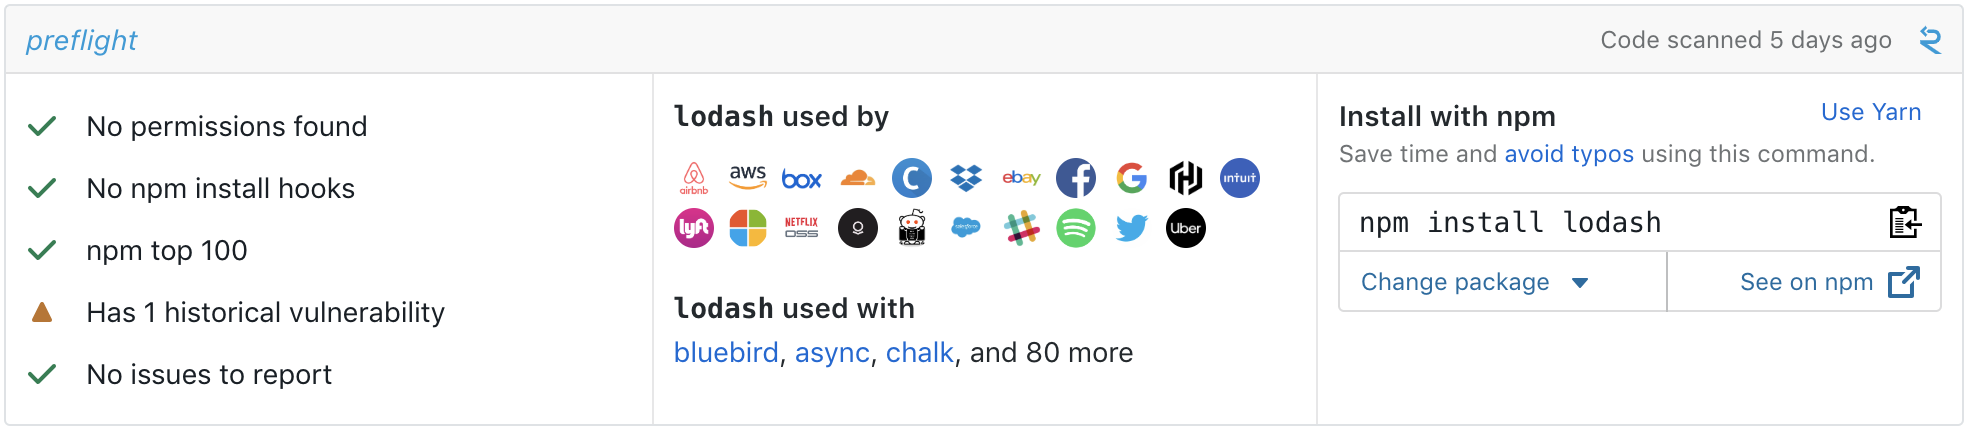 preflight
Code scanned 5 days ago
No permissions found
No npm install hooks
npm top 100
Has 1 historical vulnerability
No issues to report
lodash used by
airbnb aws box C ebay f G intuit
lyft NETFLIX OSS salesforce Uber
lodash used with
bluebird, async, chalk, and 80 more
Install with npm
Use Yarn
Save time and avoid typos using this command.
npm install lodash
Change package
See on npm